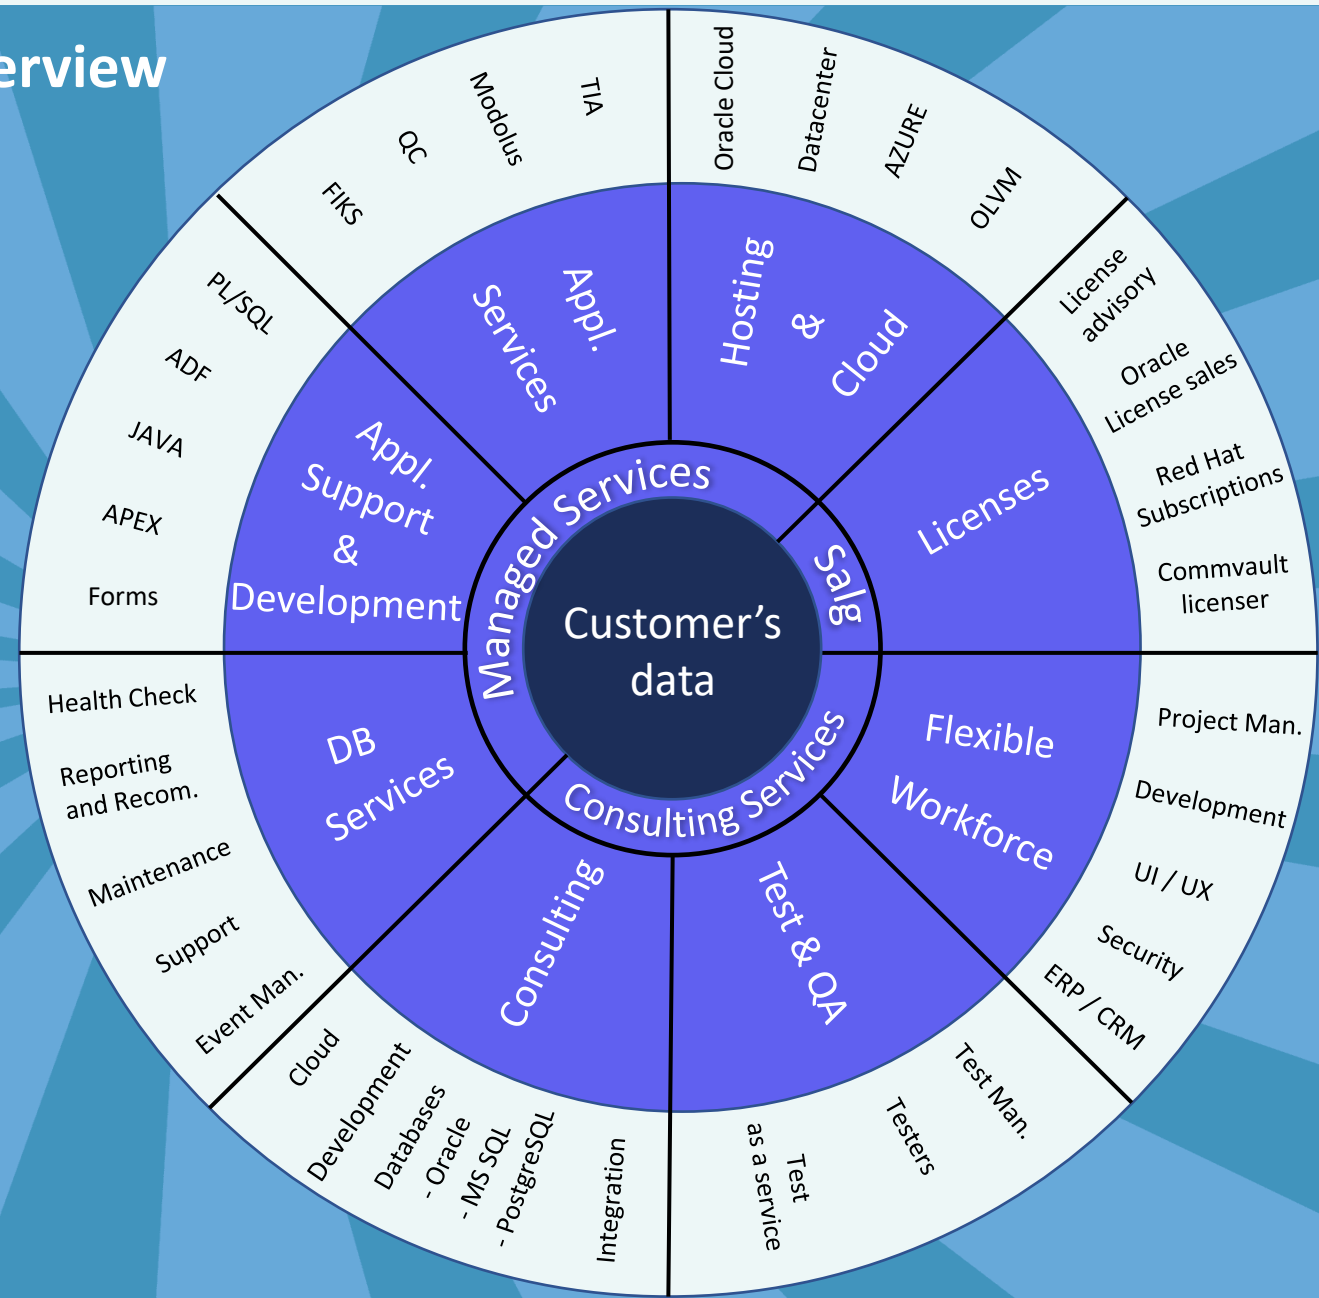 erview
Customer's
data
Managed Services
Salg
Consulting Services
Hosting
&
Cloud
Oracle Cloud
Datacenter
AZURE
OLVM
Licenses
License
advisory
Oracle
License sales
Red Hat
Subscriptions
Commvault
licenser
Flexible
Workforce
Project Man.
Development
UI / UX
Security
ERP / CRM
Test & QA
Test Man.
Testers
Test
as a service
Consulting
Integration
Cloud
Development
Databases
- Oracle
- MS SQL
- PostgreSQL
DB
Services
Health Check
Reporting
and Recom.
Maintenance
Support
Event Man.
Appl.
Support
&
Development
PL/SQL
ADF
JAVA
APEX
Forms
Appl.
Services
FIKS
QC
Modolus
TIA